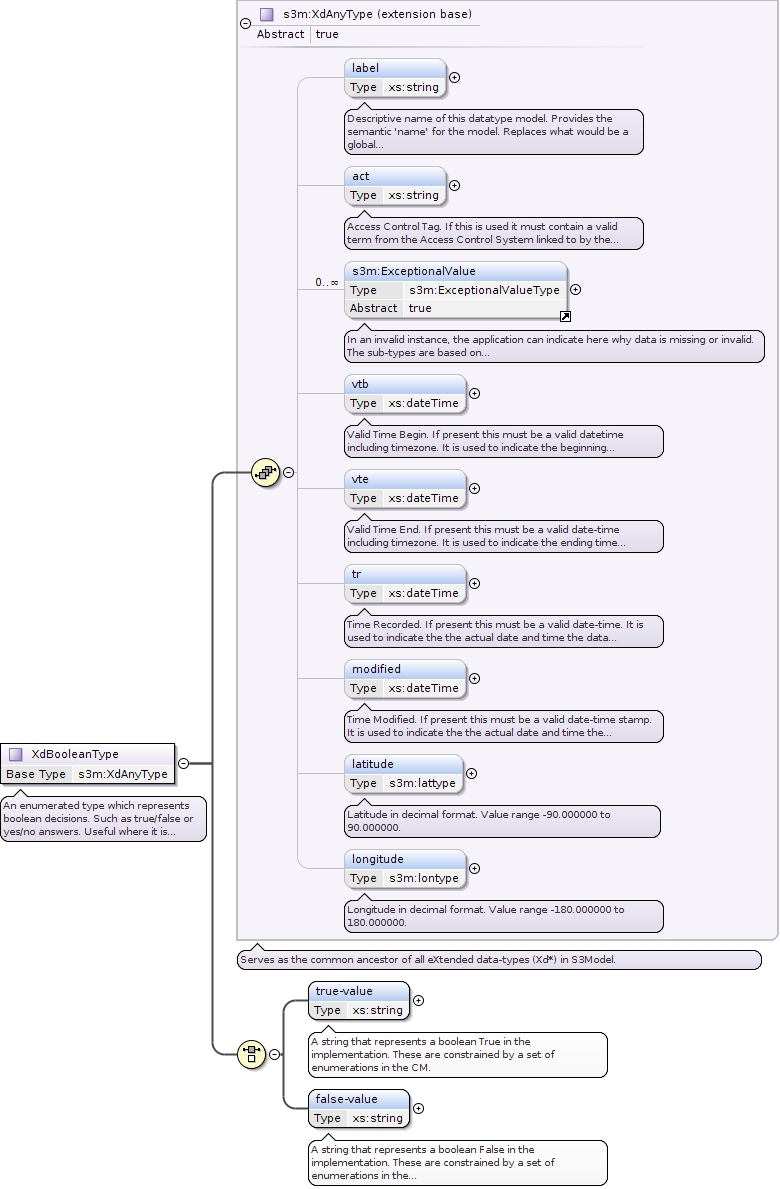 s3m:XdAnyType (extension base)
Abstract true
label
Type xs:string
Descriptive name of this datatype model. Provides the
semantic 'name' for the model. Replaces what would be a
global...
act
Type xs:string
Access Control Tag. If this is used it must contain a valid
term from the Access Control System linked to by the...
0..∞
s3m:ExceptionalValue
Type s3m:ExceptionalValueType
Abstract true
In an invalid instance, the application can indicate here why data is missing or invalid.
The sub-types are based on...
vtb
Type xs:dateTime
Valid Time Begin. If present this must be a valid datetime
including timezone. It is used to indicate the beginning...
vte
Type xs:dateTime
Valid Time End. If present this must be a valid date-time
including timezone. It is used to indicate the ending time...
tr
Type xs:dateTime
Time Recorded. If present this must be a valid date-time. It is
used to indicate the the actual date and time the data...
modified
Type xs:dateTime
Time Modified. If present this must be a valid date-time stamp.
It is used to indicate the the actual date and time the...
latitude
Type s3m:lattype
Latitude in decimal format. Value range -90.000000 to
90.000000.
longitude
Type s3m:lontype
Longitude in decimal format. Value range -180.000000 to
180.000000.
Serves as the common ancestor of all eXtended data-types (Xd*) in S3Model.
XdBooleanType
Base Type s3m:XdAnyType
An enumerated type which represents
boolean decisions. Such as true/false or
yes/no answers. Useful where it is...
true-value
Type xs:string
A string that represents a boolean True in the
implementation. These are constrained by a set of
enumerations in the CM.
false-value
Type xs:string
A string that represents a boolean False in the
implementation. These are constrained by a set of
enumerations in the...